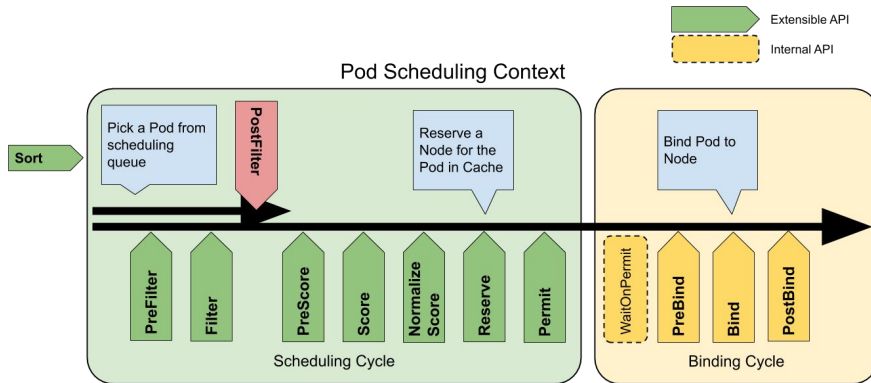 Extensible API
Internal API
Pod Scheduling Context
Sort
Pick a Pod from
scheduling
queue
PostFilter
Reserve a
Node for the
Pod in Cache
Bind Pod to
Node
PreFilter
Filter
PreScore
Score
Normalize
Score
Reserve
Permit
WaitOnPermit
PreBind
Bind
PostBind
Scheduling Cycle
Binding Cycle